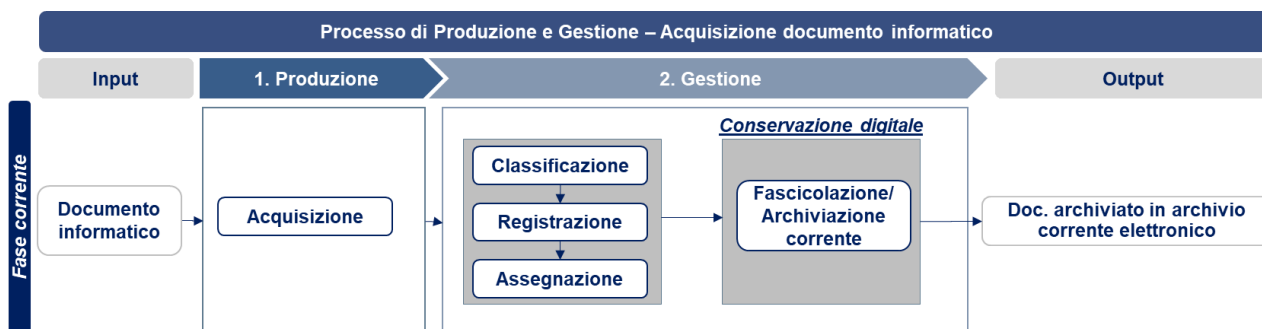 Processo di Produzione e Gestione – Acquisizione documento informatico
Input
1. Produzione
2. Gestione
Output
Fase corrente
Documento
informatico
Acquisizione
Classificazione
Registrazione
Assegnazione
Conservazione digitale
Fascicolazione/
Archiviazione
corrente
Doc. archiviato in archivio
corrente elettronico